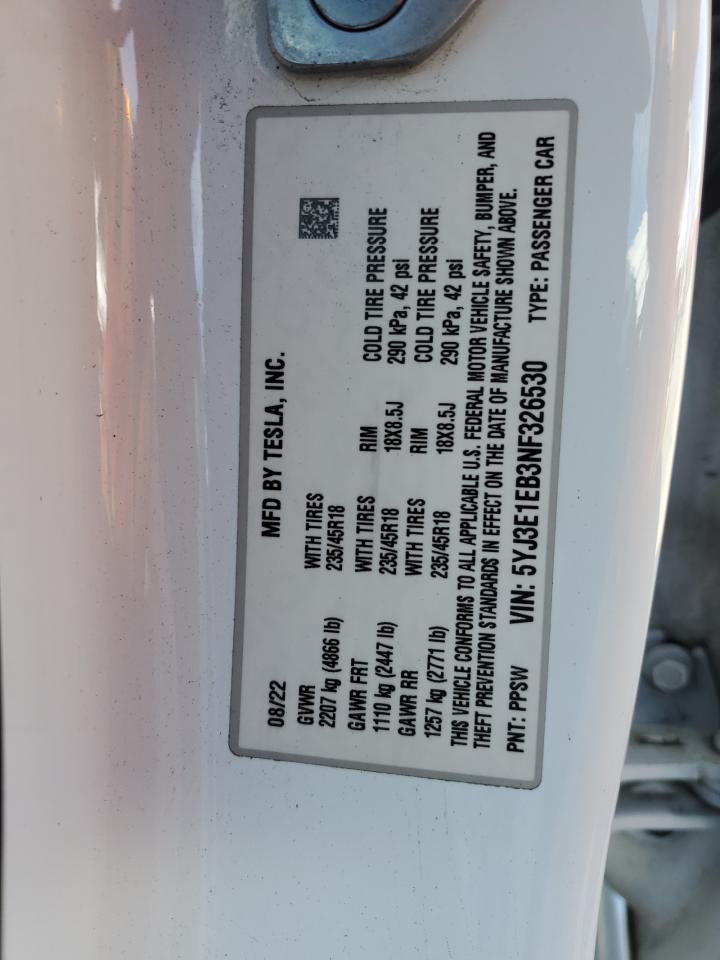 08/22 MFD BY TESLA, INC.
GVWR WITH TIRES
2207 kg (4866 lb) 235/45R18
GAWR FRT WITH TIRES RIM COLD TIRE PRESSURE
1110 kg (2447 lb) 235/45R18 18X8.5J 290 kPa, 42 psi
GAWR RR WITH TIRES RIM COLD TIRE PRESSURE
1257 kg (2771 lb) 235/45R18 18X8.5J 290 kPa, 42 psi
THIS VEHICLE CONFORMS TO ALL APPLICABLE U.S. FEDERAL MOTOR VEHICLE SAFETY, BUMPER, AND
THEFT PREVENTION STANDARDS IN EFFECT ON THE DATE OF MANUFACTURE SHOWN ABOVE.
PNT: PPSW VIN: 5YJ3E1EB3NF326530 TYPE: PASSENGER CAR